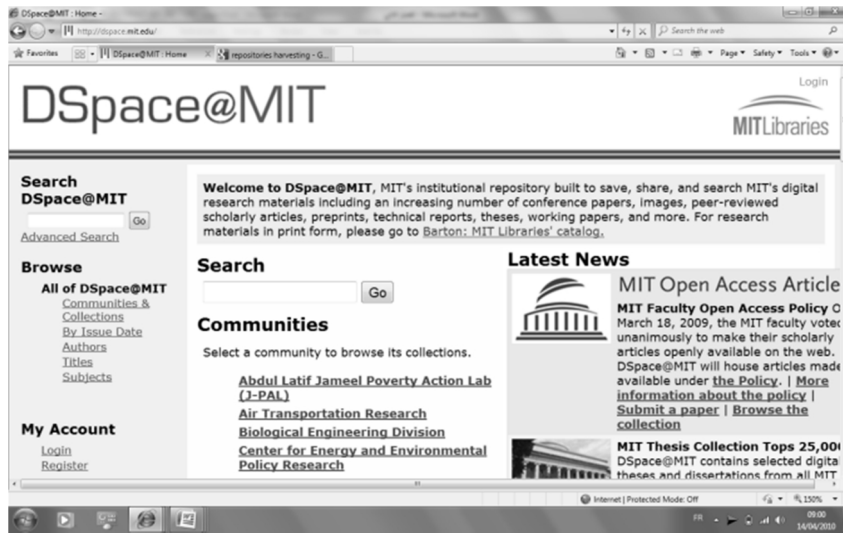 DSpace@MIT : Home -
http://dspace.mit.edu/
Search the web
Favorites
DSpace@MIT : Home
repositories harvesting - G...
Page
Safety
Tools
Login
DSpace@MIT
MITLibraries
Search
DSpace@MIT
Go
Advanced Search
Browse
All of DSpace@MIT
Communities &
Collections
By Issue Date
Authors
Titles
Subjects
My Account
Login
Register
Welcome to DSpace@MIT, MIT's institutional repository built to save, share, and search MIT's digital
research materials including an increasing number of conference papers, images, peer-reviewed
scholarly articles, preprints, technical reports, theses, working papers, and more. For research
materials in print form, please go to Barton: MIT Libraries' catalog.
Search
Go
Communities
Select a community to browse its collections.
Abdul Latif Jameel Poverty Action Lab
(J-PAL)
Air Transportation Research
Biological Engineering Division
Center for Energy and Environmental
Policy Research
Latest News
MIT Open Access Article
MIT Faculty Open Access Policy O
March 18, 2009, the MIT faculty voted
unanimously to make their scholarly
articles openly available on the web.
DSpace@MIT will house articles made
available under the Policy. | More
information about the policy |
Submit a paper | Browse the
collection
MIT Thesis Collection Tops 25,00
DSpace@MIT contains selected digita
theses and dissertations from all MIT
Internet | Protected Mode: Off
150%
FR
09:00
14/04/2010